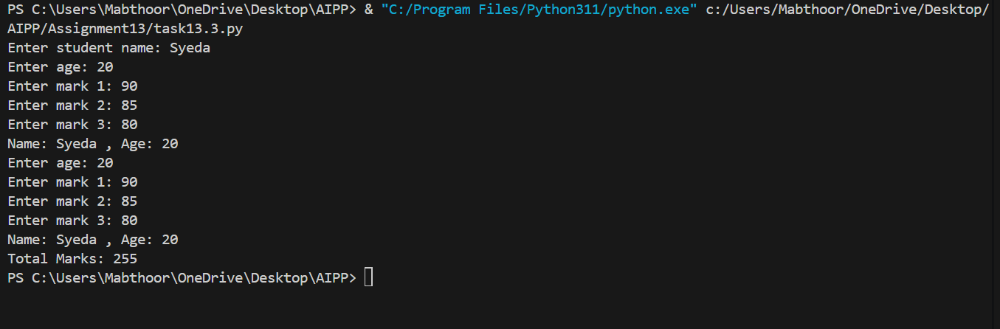 PS C:\Users\Mabthoor\OneDrive\Desktop\AIPP> & "C:/Program Files/Python311/python.exe" c:/Users/Mabthoor/OneDrive/Desktop/
AIPP/Assignment13/task13.3.py
Enter student name: Syeda
Enter age: 20
Enter mark 1: 90
Enter mark 2: 85
Enter mark 3: 80
Name: Syeda , Age: 20
Enter age: 20
Enter mark 1: 90
Enter mark 2: 85
Enter mark 3: 80
Name: Syeda , Age: 20
Total Marks: 255
PS C:\Users\Mabthoor\OneDrive\Desktop\AIPP>